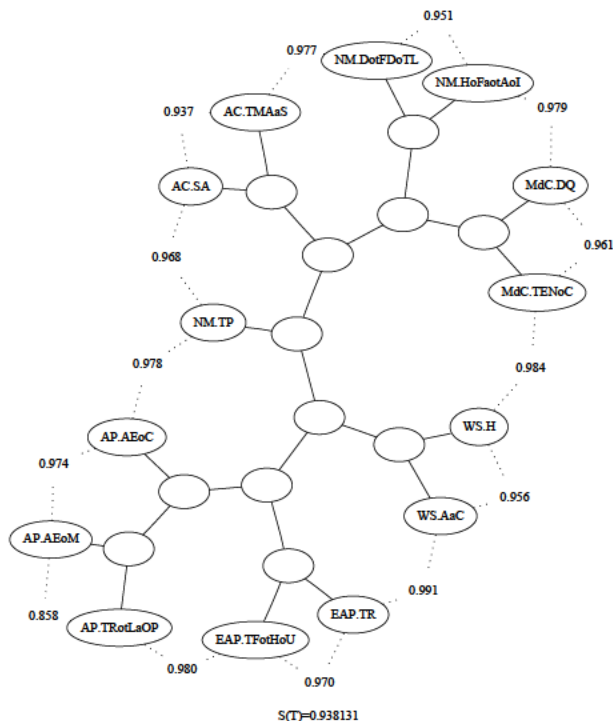 0.951
0.977
NM.DotFDoTL
NM.HoFaotAoI
AC.TMAaS
0.937
0.979
AC.SA
MdC.DQ
0.968
0.961
MdC.TENoC
NM.TP
0.978
0.984
AP.AEoC
WS.H
0.974
0.956
WS.AaC
AP.AEoM
0.991
0.858
EAP.TR
AP.TRotLaOP
EAP.TFotHoU
0.980
0.970
S(T)=0.938131